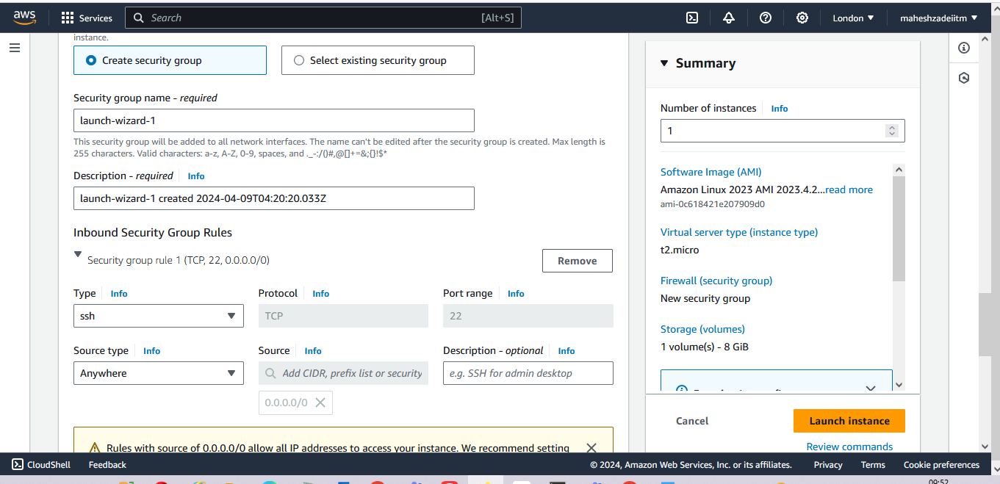 aws
Services
Search
[Alt+S]
London
maheshzadeiitm
instance.
Create security group
Select existing security group
Security group name - required
launch-wizard-1
This security group will be added to all network interfaces. The name can't be edited after the security group is created. Max length is
255 characters. Valid characters: a-z, A-Z, 0-9, spaces, and ._-:/()#,@[]+=&;{}!$*
Description - required Info
launch-wizard-1 created 2024-04-09T04:20:20.033Z
Inbound Security Group Rules
Security group rule 1 (TCP, 22, 0.0.0.0/0)
Remove
Type Info
Protocol Info
Port range Info
ssh
TCP
22
Source type Info
Source Info
Description - optional Info
Anywhere
Add CIDR, prefix list or security
e.g. SSH for admin desktop
0.0.0.0/0
Rules with source of 0.0.0.0/0 allow all IP addresses to access your instance. We recommend setting
Summary
Number of instances Info
1
Software Image (AMI)
Amazon Linux 2023 AMI 2023.4.2...read more
ami-0c618421e207909d0
Virtual server type (instance type)
t2.micro
Firewall (security group)
New security group
Storage (volumes)
1 volume(s) - 8 GiB
Cancel
Launch instance
Review commands
CloudShell
Feedback
© 2024, Amazon Web Services, Inc. or its affiliates.
Privacy
Terms
Cookie preferences
09:52